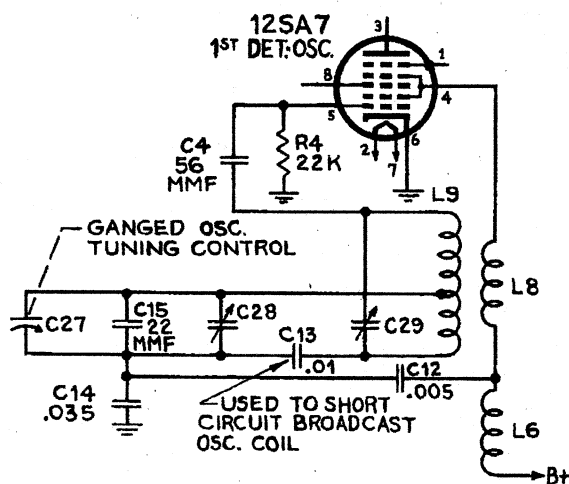 12SA7
1ST DET.-OSC.
3
1
8
4
5
2
7
6
C4
56
MMF
R4
22K
L9
GANGED OSC.
TUNING CONTROL
C27
C15
22
MMF
C28
C13
.01
C29
L8
C12
.005
C14
.035
USED TO SHORT
CIRCUIT BROADCAST
OSC. COIL
L6
B+